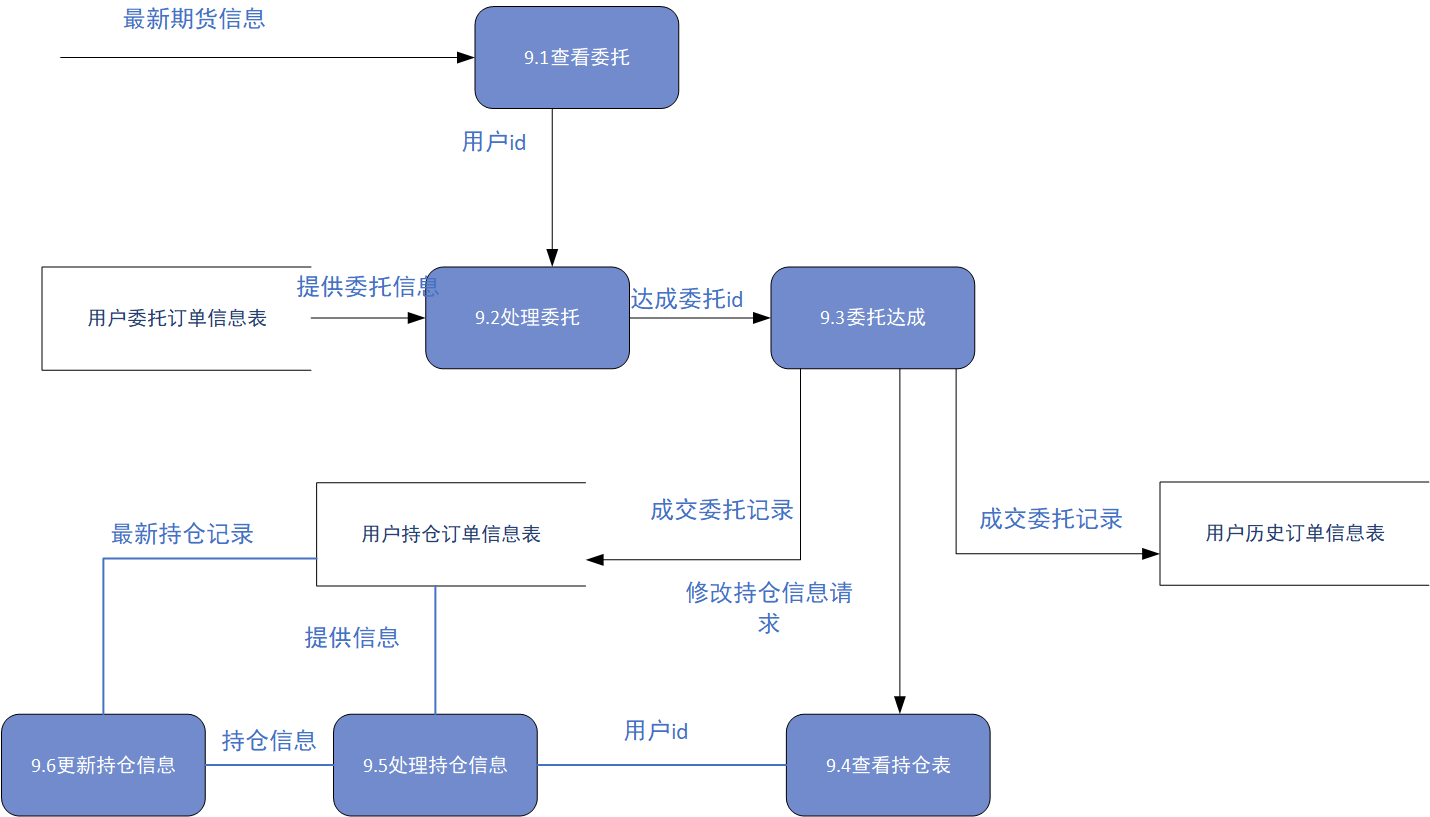 最新期货信息
9.1查看委托
用户id
提供委托信息
用户委托订单信息表
9.2处理委托
达成委托id
9.3委托达成
最新持仓记录
用户持仓订单信息表
成交委托记录
成交委托记录
用户历史订单信息表
修改持仓信息请
求
提供信息
9.6更新持仓信息
持仓信息
9.5处理持仓信息
用户id
9.4查看持仓表